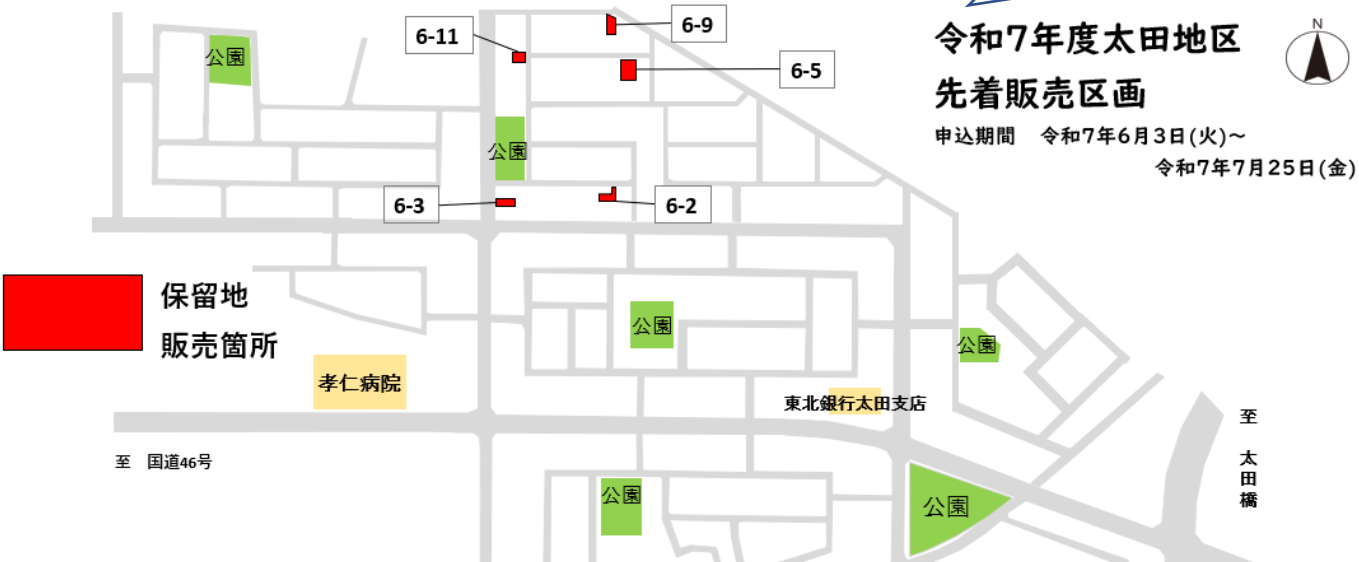 令和7年度太田地区
先着販売区画
申込期間　令和7年6月3日(火)～
令和7年7月25日(金)
N
6-9
6-11
6-5
公園
公園
6-3
6-2
保留地
販売箇所
公園
公園
孝仁病院
東北銀行太田支店
至　国道46号
至　太田橋
公園
公園